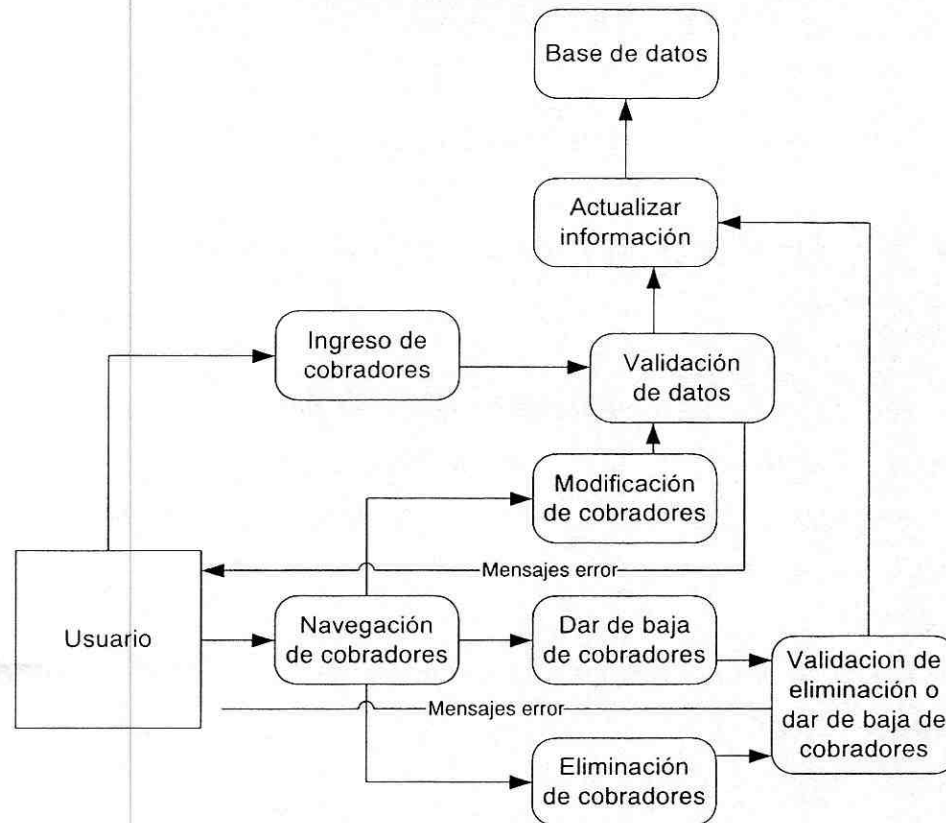 Base de datos
Actualizar
información
Ingreso de
cobradores
Validación
de datos
Modificación
de cobradores
Mensajes error
Usuario
Navegación
de cobradores
Dar de baja
de cobradores
Validacion de
eliminación o
dar de baja de
cobradores
Mensajes error
Eliminación
de cobradores